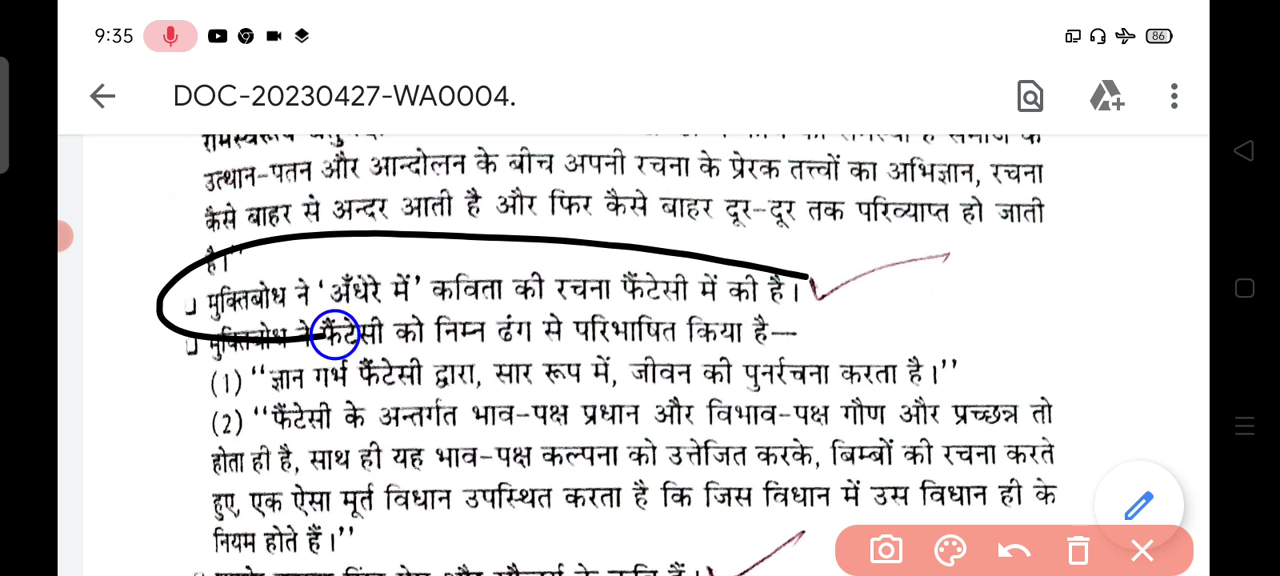 9:35
86
DOC-20230427-WA0004.
उत्थान-पतन और आन्दोलन के बीच अपनी रचना के प्रेरक तत्त्वों का अभिज्ञान, रचना
कैसे बाहर से अन्दर आती है और फिर कैसे बाहर दूर-दूर तक परिव्याप्त हो जाती
है।"
मुक्तिबोध ने 'अँधेरे में' कविता की रचना फैंटेसी में की है।
मुक्तिबोध ने फैंटेसी को निम्न ढंग से परिभाषित किया है—
(1) "ज्ञान गर्भ फैंटेसी द्वारा, सार रूप में, जीवन की पुनर्रचना करता है।"
(2) "फैंटेसी के अन्तर्गत भाव-पक्ष प्रधान और विभाव-पक्ष गौण और प्रच्छन्न तो
होता ही है, साथ ही यह भाव-पक्ष कल्पना को उत्तेजित करके, बिम्बों की रचना करते
हुए, एक ऐसा मूर्त विधान उपस्थित करता है कि जिस विधान में उस विधान ही के
नियम होते हैं।"